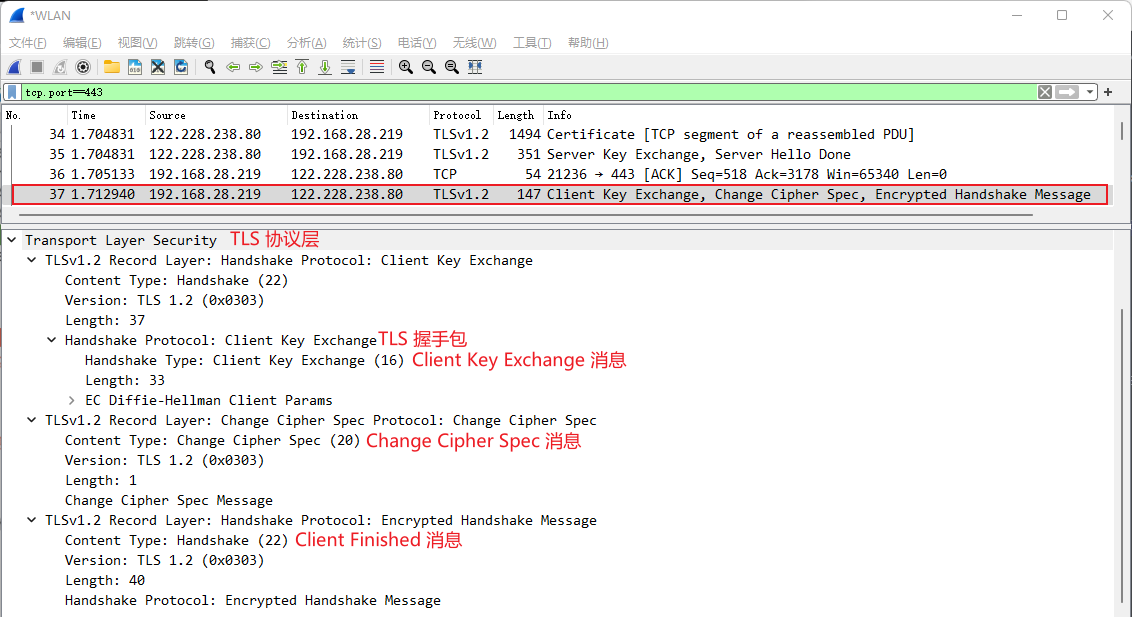 *WLAN
文件(F) 编辑(E) 视图(V) 跳转(G) 捕获(C) 分析(A) 统计(S) 电话(Y) 无线(W) 工具(T) 帮助(H)
tcp.port==443
No. Time Source Destination Protocol Length Info
34 1.704831 122.228.238.80 192.168.28.219 TLSv1.2 1494 Certificate [TCP segment of a reassembled PDU]
35 1.704831 122.228.238.80 192.168.28.219 TLSv1.2 351 Server Key Exchange, Server Hello Done
36 1.705133 192.168.28.219 122.228.238.80 TCP 54 21236 → 443 [ACK] Seq=518 Ack=3178 Win=65340 Len=0
37 1.712940 192.168.28.219 122.228.238.80 TLSv1.2 147 Client Key Exchange, Change Cipher Spec, Encrypted Handshake Message
Transport Layer Security TLS 协议层
TLSv1.2 Record Layer: Handshake Protocol: Client Key Exchange
Content Type: Handshake (22)
Version: TLS 1.2 (0x0303)
Length: 37
Handshake Protocol: Client Key Exchange TLS 握手包
Handshake Type: Client Key Exchange (16) Client Key Exchange 消息
Length: 33
EC Diffie-Hellman Client Params
TLSv1.2 Record Layer: Change Cipher Spec Protocol: Change Cipher Spec
Content Type: Change Cipher Spec (20) Change Cipher Spec 消息
Version: TLS 1.2 (0x0303)
Length: 1
Change Cipher Spec Message
TLSv1.2 Record Layer: Handshake Protocol: Encrypted Handshake Message
Content Type: Handshake (22) Client Finished 消息
Version: TLS 1.2 (0x0303)
Length: 40
Handshake Protocol: Encrypted Handshake Message